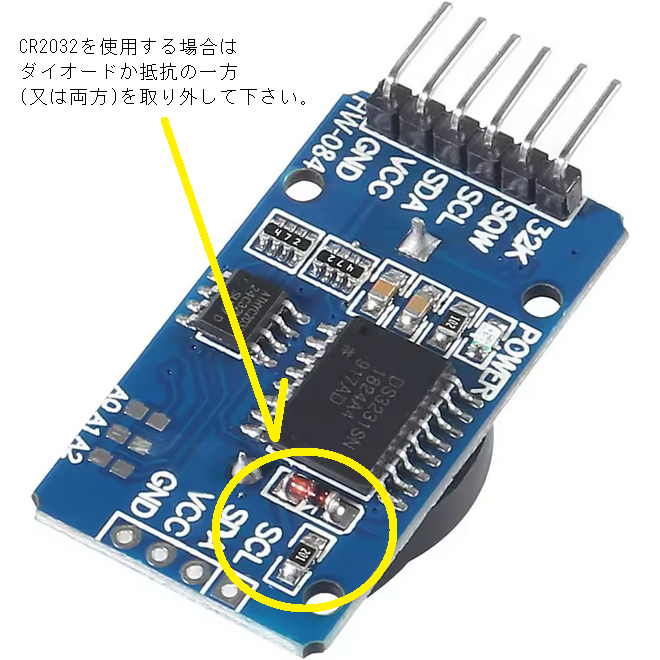 CR2032を使用する場合は
ダイオードか抵抗の一方
(又は両方)を取り外して下さい。
HW-084
GND
VCC
SDA
SCL
SQW
32K
472
472
102
POWER
DS3231SN
1824A4
917AD
#
A0 A1 A2
GND
VCC
SDA
SCL
201